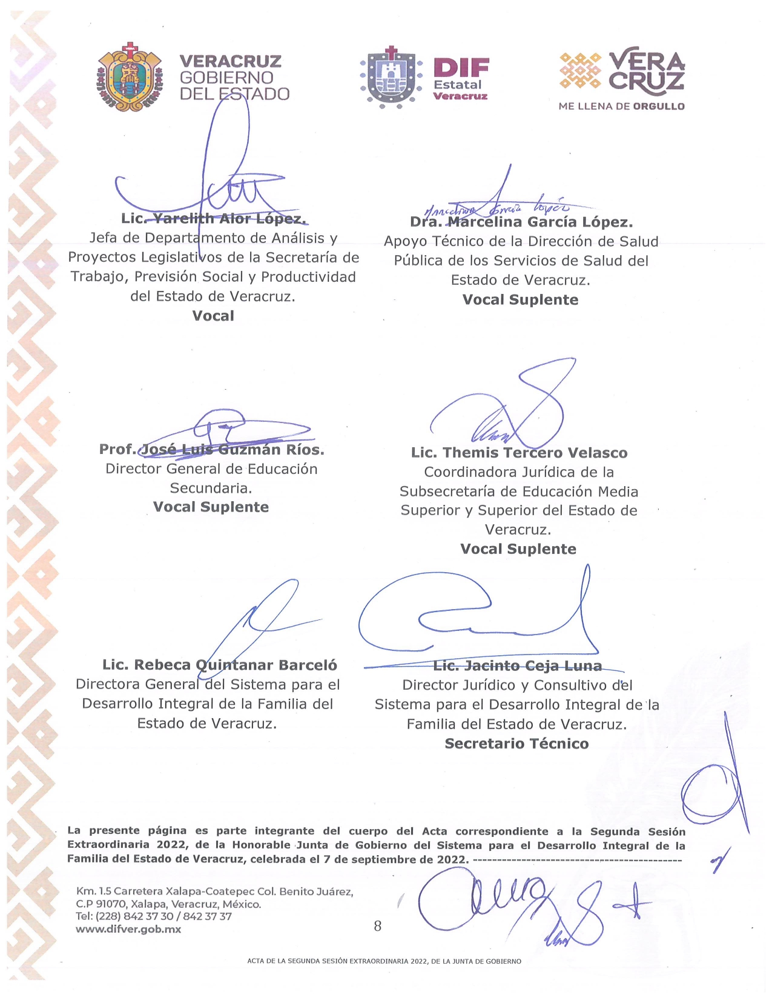 VERACRUZ
GOBIERNO
DEL ESTADO
DIF
Estatal
Veracruz
VERA
CRUZ
ME LLENA DE ORGULLO
Lic. Yarelith Alor López.
Jefa de Departamento de Análisis y
Proyectos Legislativos de la Secretaría de
Trabajo, Previsión Social y Productividad
del Estado de Veracruz.
Vocal
Marcelina García López
Dra. Marcelina García López.
Apoyo Técnico de la Dirección de Salud
Pública de los Servicios de Salud del
Estado de Veracruz.
Vocal Suplente
Prof. José Luis Guzmán Ríos.
Director General de Educación
Secundaria.
Vocal Suplente
Lic. Themis Tercero Velasco
Coordinadora Jurídica de la
Subsecretaría de Educación Media
Superior y Superior del Estado de
Veracruz.
Vocal Suplente
Lic. Rebeca Quintanar Barceló
Directora General del Sistema para el
Desarrollo Integral de la Familia del
Estado de Veracruz.
Lic. Jacinto Ceja Luna
Director Jurídico y Consultivo del
Sistema para el Desarrollo Integral de la
Familia del Estado de Veracruz.
Secretario Técnico
La presente página es parte integrante del cuerpo del Acta correspondiente a la Segunda Sesión
Extraordinaria 2022, de la Honorable Junta de Gobierno del Sistema para el Desarrollo Integral de la
Familia del Estado de Veracruz, celebrada el 7 de septiembre de 2022. -------------------------------------------
Km. 1.5 Carretera Xalapa-Coatepec Col. Benito Juárez,
C.P 91070, Xalapa, Veracruz, México.
Tel: (228) 842 37 30 / 842 37 37
www.difver.gob.mx
8
ACTA DE LA SEGUNDA SESIÓN EXTRAORDINARIA 2022, DE LA JUNTA DE GOBIERNO